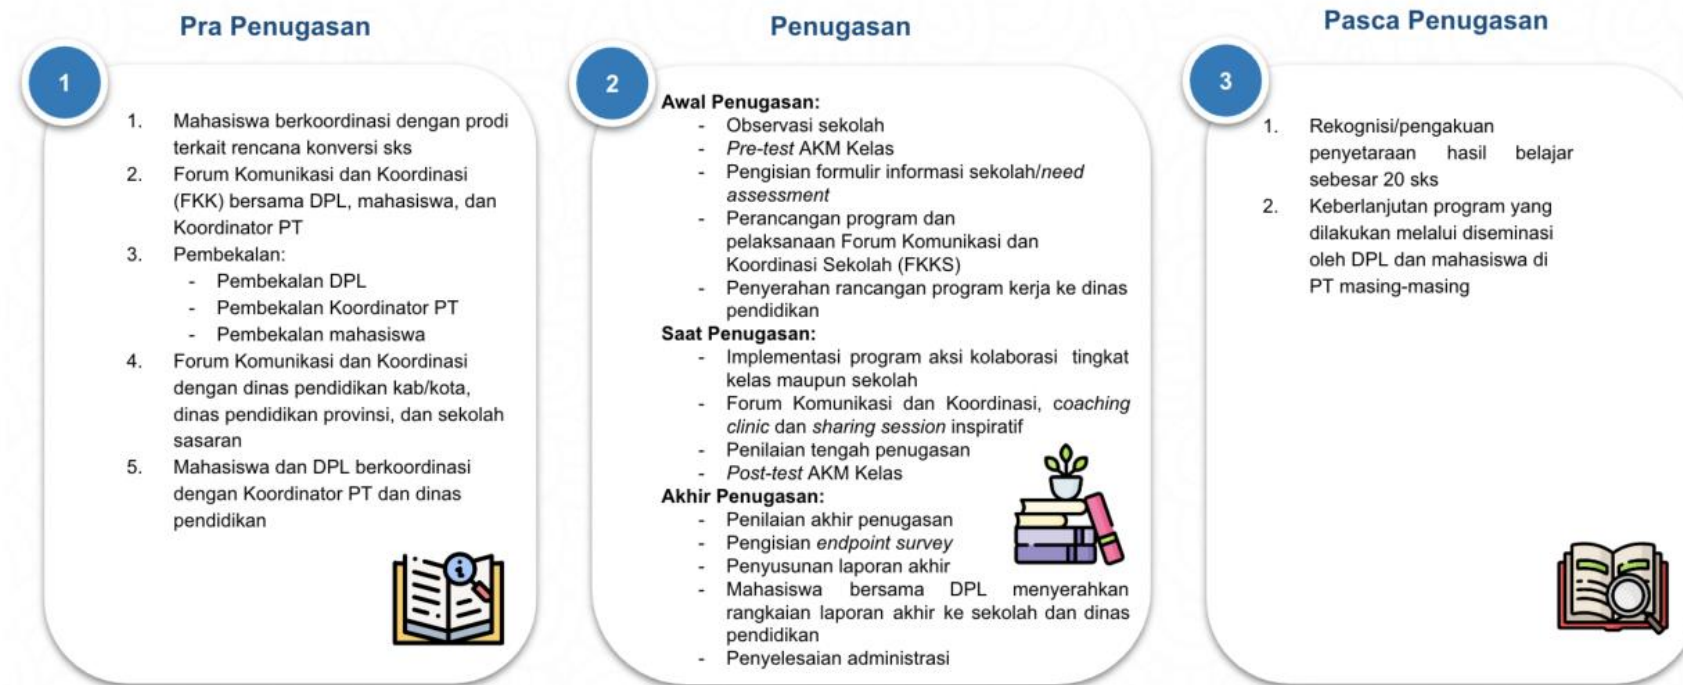 Pra Penugasan
1
1. Mahasiswa berkoordinasi dengan prodi
terkait rencana konversi sks
2. Forum Komunikasi dan Koordinasi
(FKK) bersama DPL, mahasiswa, dan
Koordinator PT
3. Pembekalan:
- Pembekalan DPL
- Pembekalan Koordinator PT
- Pembekalan mahasiswa
4. Forum Komunikasi dan Koordinasi
dengan dinas pendidikan kab/kota,
dinas pendidikan provinsi, dan sekolah
sasaran
5. Mahasiswa dan DPL berkoordinasi
dengan Koordinator PT dan dinas
pendidikan
Penugasan
2
Awal Penugasan:
- Observasi sekolah
- Pre-test AKM Kelas
- Pengisian formulir informasi sekolah/need
assessment
- Perancangan program dan
pelaksanaan Forum Komunikasi dan
Koordinasi Sekolah (FKKS)
- Penyerahan rancangan program kerja ke dinas
pendidikan
Saat Penugasan:
- Implementasi program aksi kolaborasi tingkat
kelas maupun sekolah
- Forum Komunikasi dan Koordinasi, coaching
clinic dan sharing session inspiratif
- Penilaian tengah penugasan
- Post-test AKM Kelas
Akhir Penugasan:
- Penilaian akhir penugasan
- Pengisian endpoint survey
- Penyusunan laporan akhir
- Mahasiswa bersama DPL menyerahkan
rangkaian laporan akhir ke sekolah dan dinas
pendidikan
- Penyelesaian administrasi
Pasca Penugasan
3
1. Rekognisi/pengakuan
penyetaraan hasil belajar
sebesar 20 sks
2. Keberlanjutan program yang
dilakukan melalui diseminasi
oleh DPL dan mahasiswa di
PT masing-masing